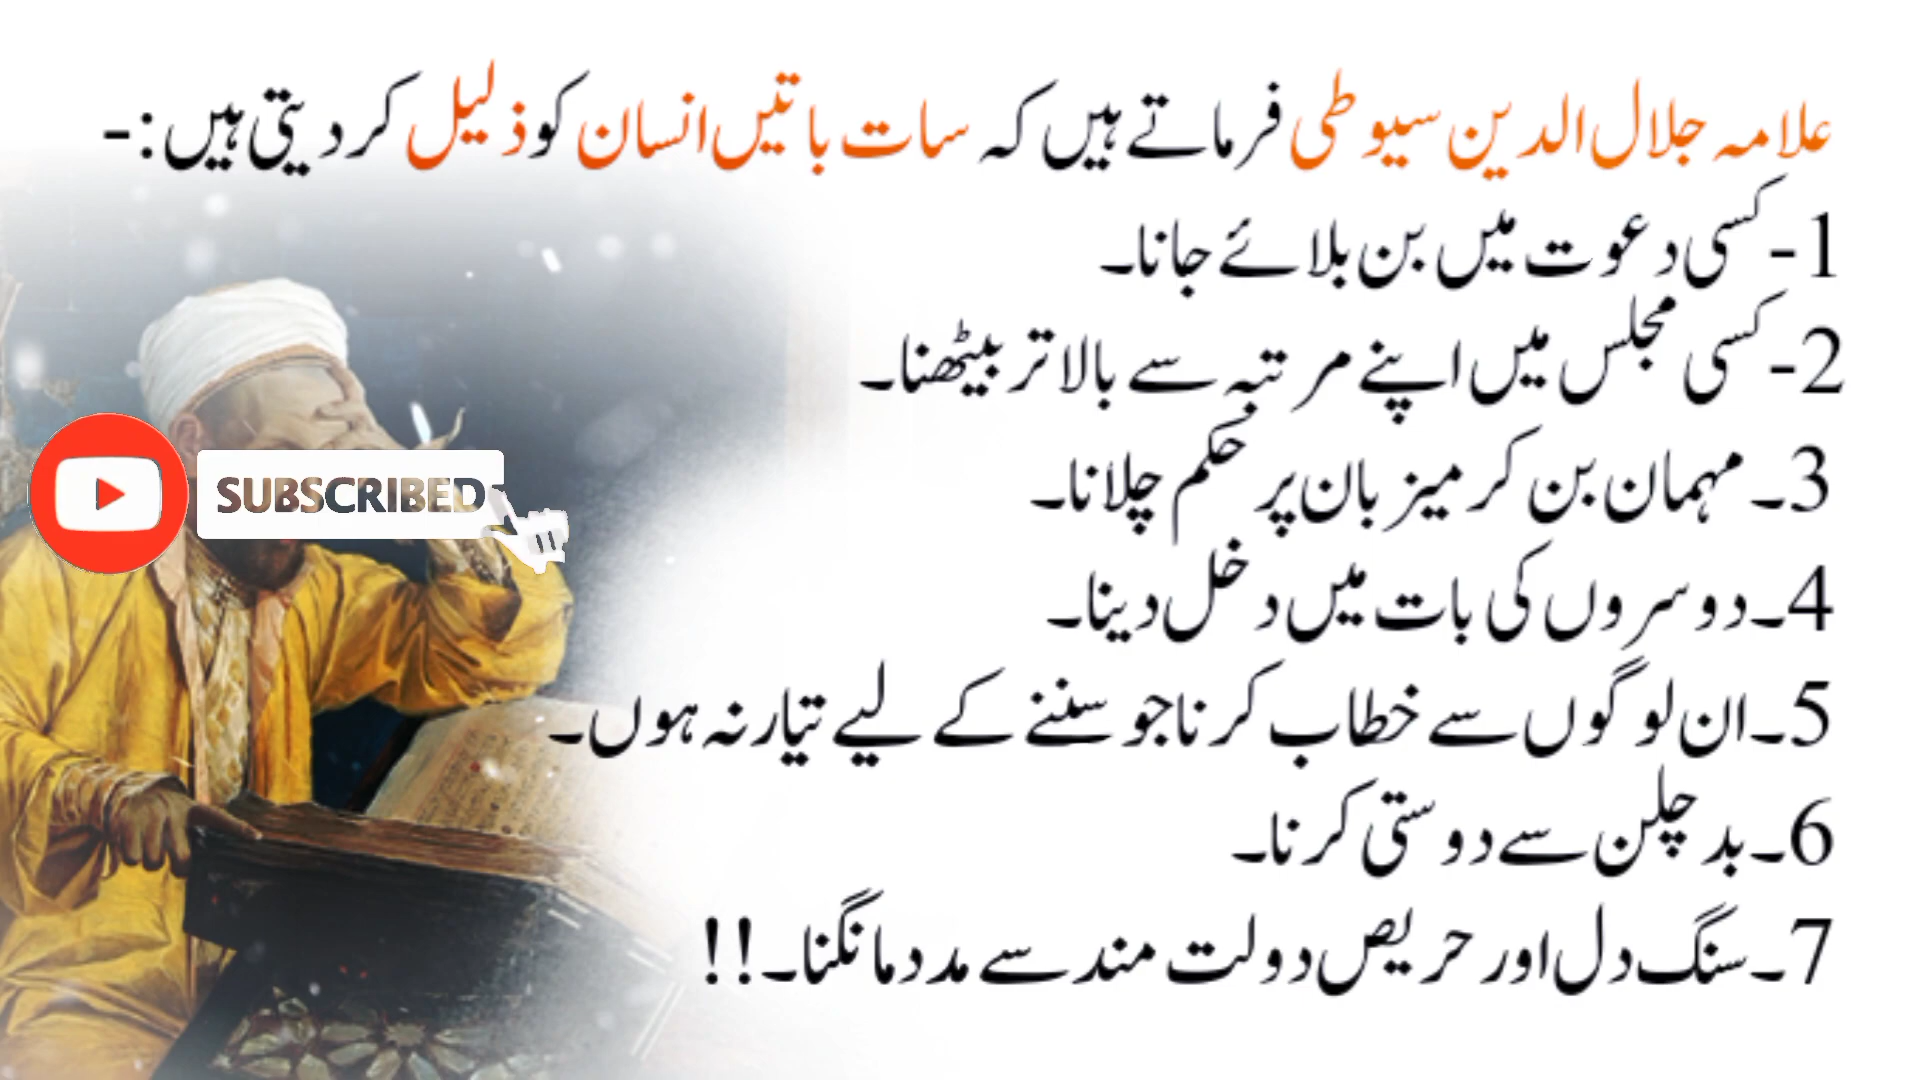 علامہ جلال الدین سیوطی فرماتے ہیں کہ سات باتیں انسان کو ذلیل کر دیتی ہیں:-
1-کسی دعوت میں بن بلائے جانا۔
2-کسی مجلس میں اپنے مرتبہ سے بالاتر بیٹھنا۔
3۔ مہمان بن کر میزبان پر حکم چلانا۔
4۔دوسروں کی بات میں دخل دینا۔
SUBSCRIBED
5۔ان لوگوں سے خطاب کرنا جو سننے کے لیے تیار نہ ہوں۔
6۔بدچلن سے دوستی کرنا۔
7۔سنگ دل اور حریص دولت مند سے مدد مانگنا۔!!